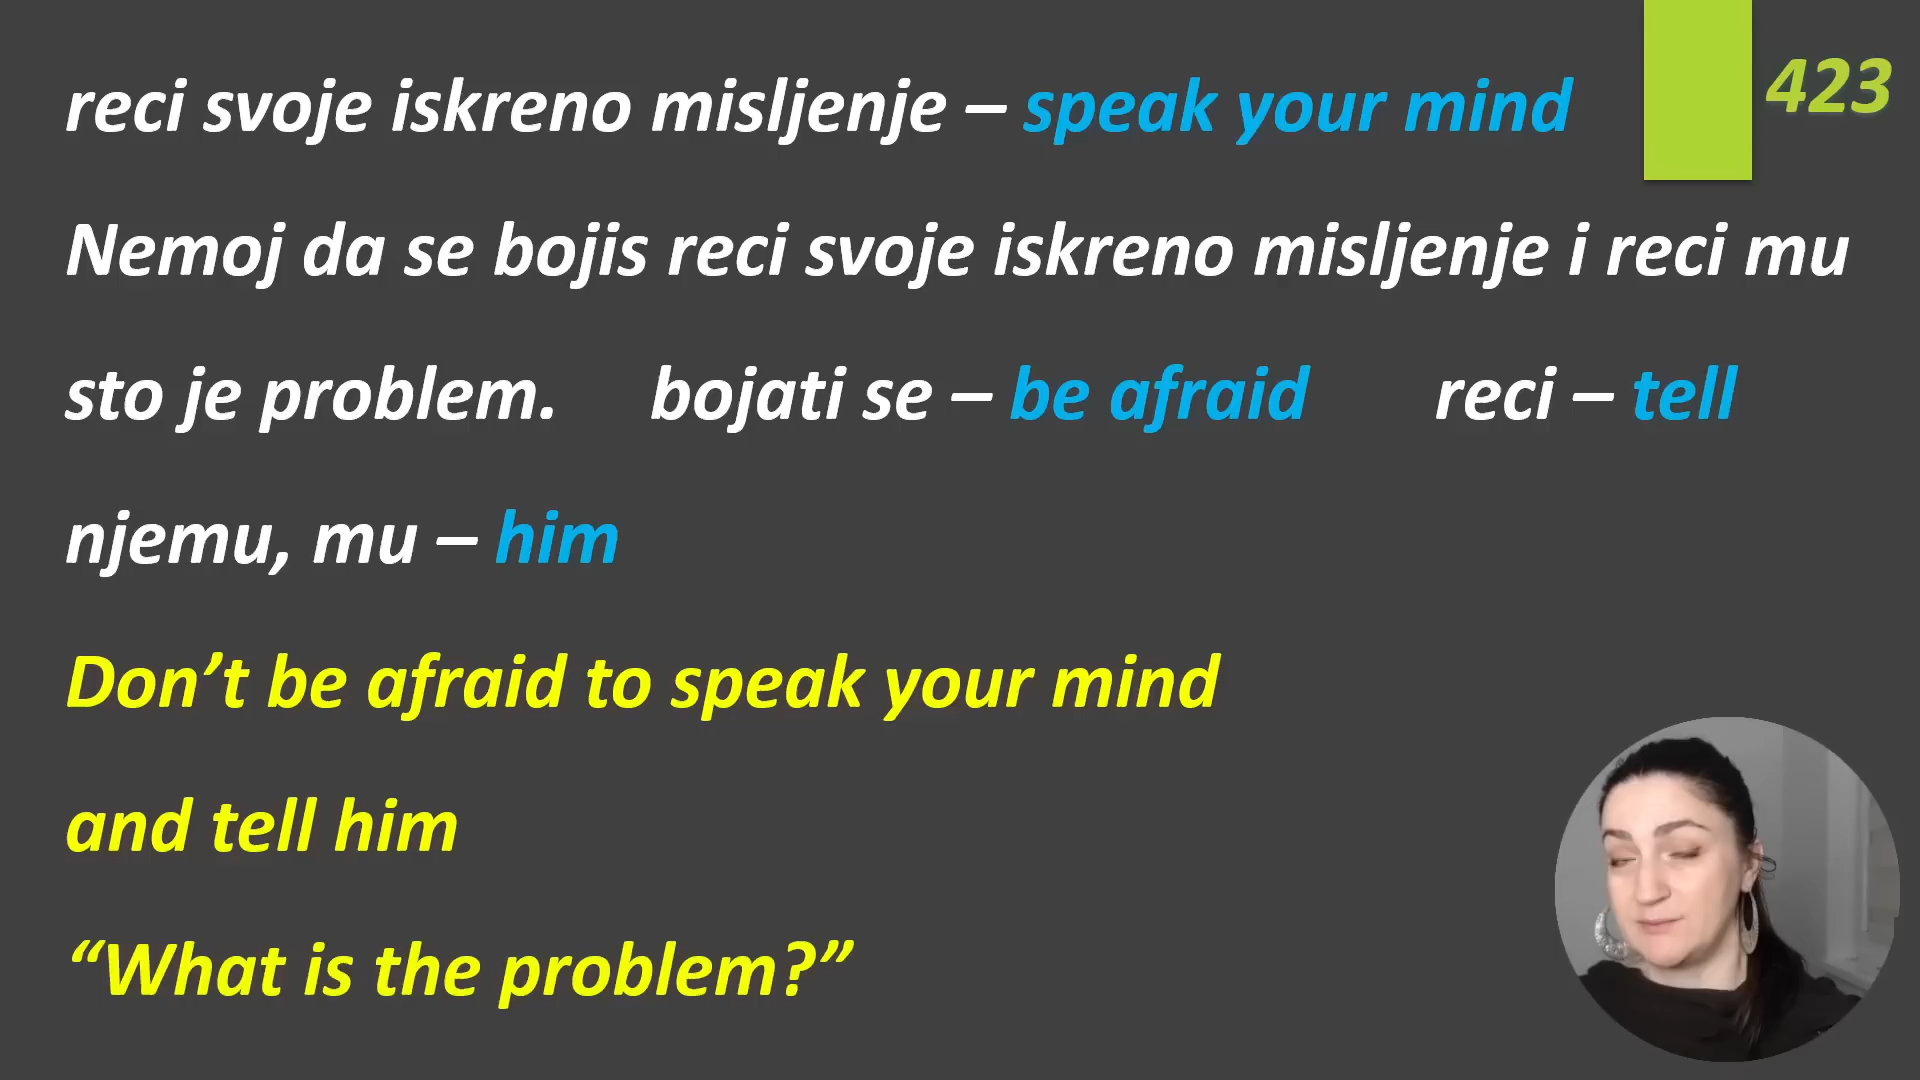 reci svoje iskreno misljenje – speak your mind
423
Nemoj da se bojis reci svoje iskreno misljenje i reci mu
sto je problem. bojati se – be afraid reci – tell
njemu, mu – him
Don’t be afraid to speak your mind
and tell him
“What is the problem?”